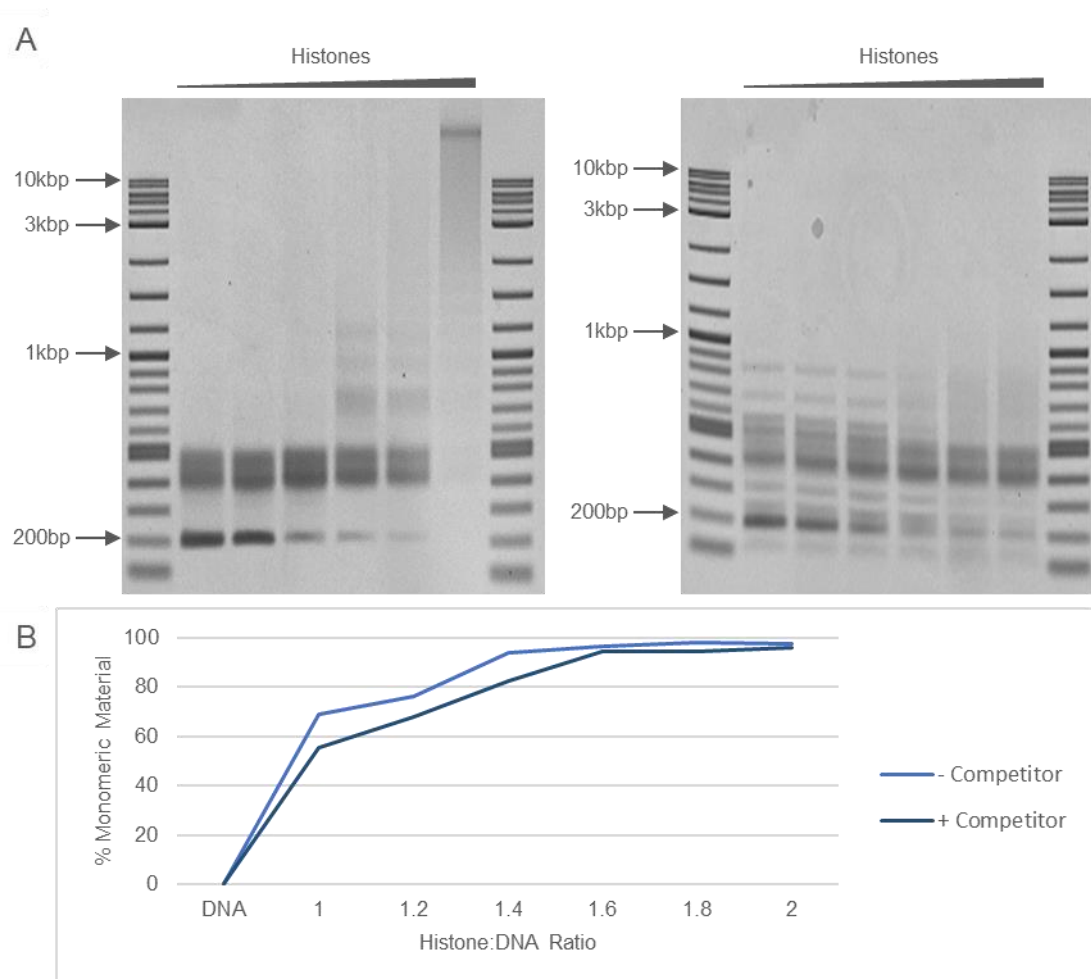 A
Histones
Histones
10kbp
3kbp
1kbp
200bp
10kbp
3kbp
1kbp
200bp
B
% Monomeric Material
100
80
60
40
20
0
DNA 1 1.2 1.4 1.6 1.8 2
Histone:DNA Ratio
- Competitor
+ Competitor